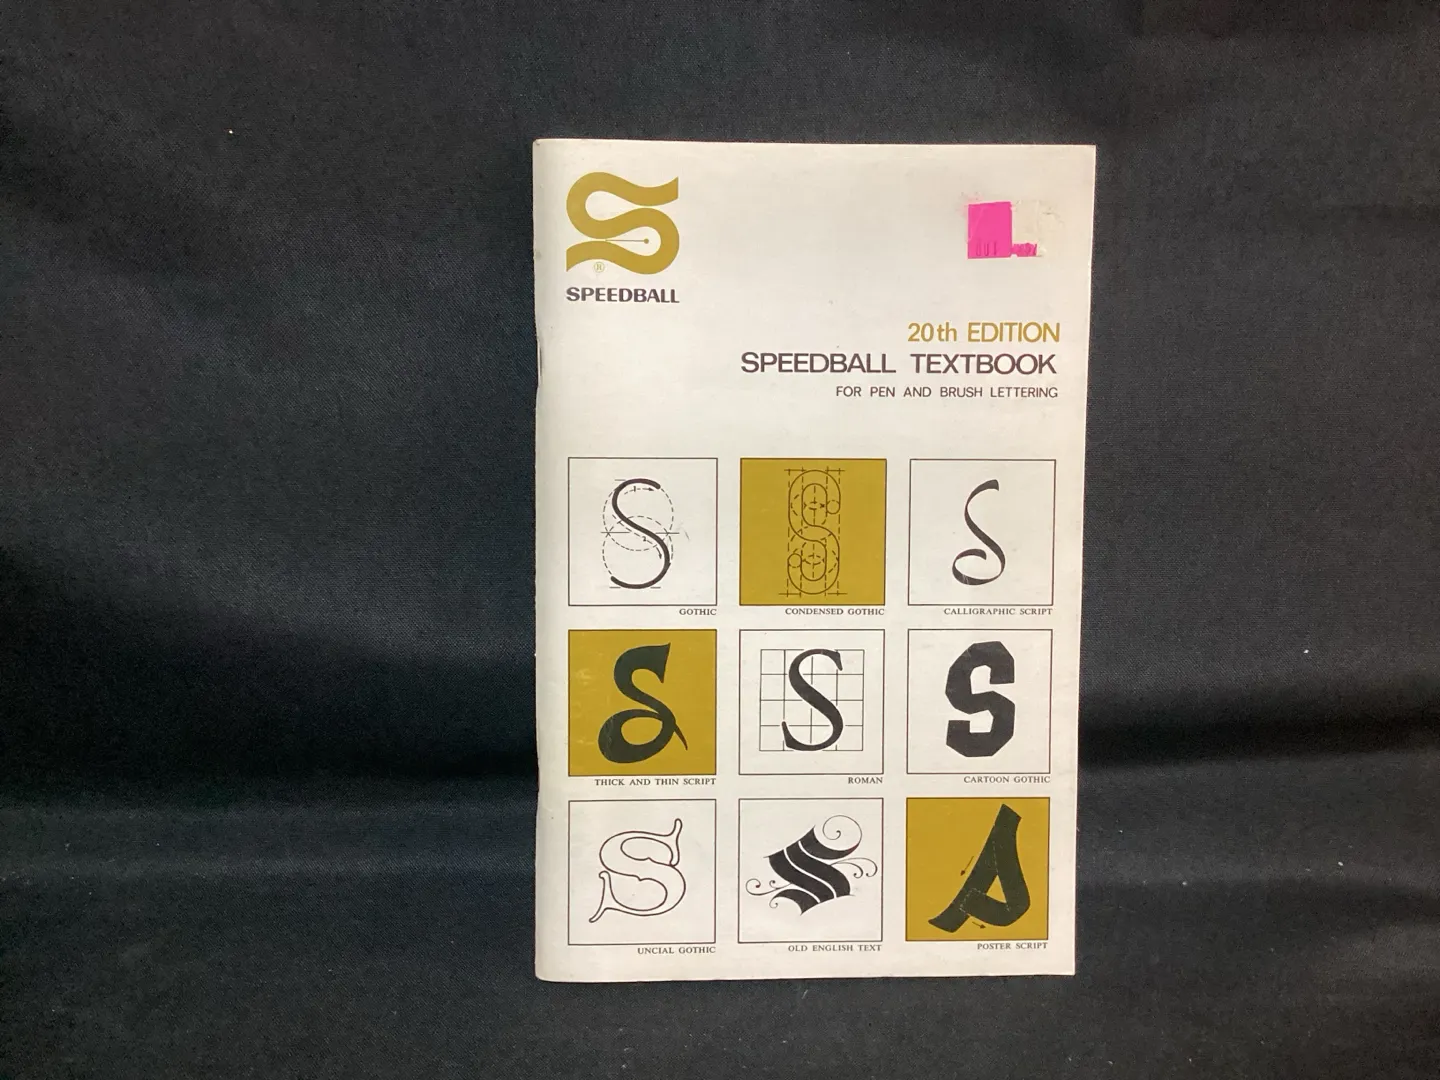 ®
SPEEDBALL
20th EDITION
SPEEDBALL TEXTBOOK
FOR PEN AND BRUSH LETTERING
S
S
S
GOTHIC
CONDENSED GOTHIC
CALLIGRAPHIC SCRIPT
S
S
S
THICK AND THIN SCRIPT
ROMAN
CARTOON GOTHIC
S
S
S
UNCIAL GOTHIC
OLD ENGLISH TEXT
POSTER SCRIPT